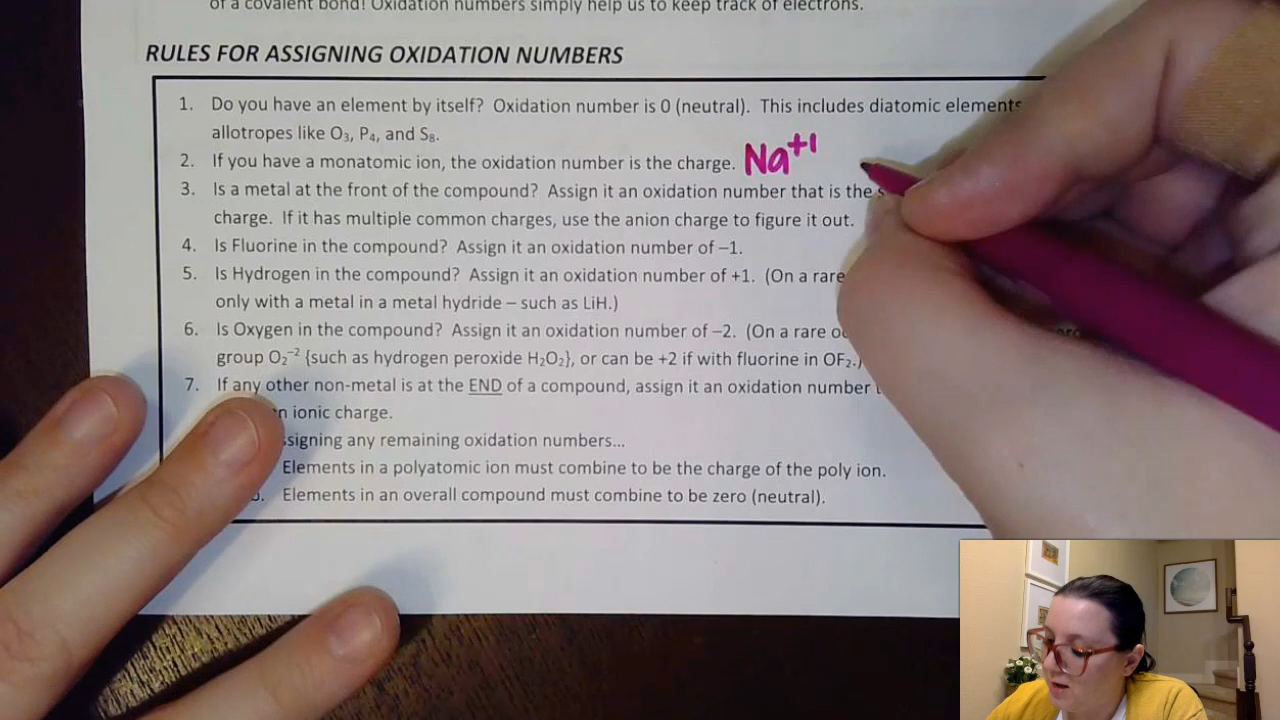 of a covalent bond! Oxidation numbers simply help us to keep track of electrons.
RULES FOR ASSIGNING OXIDATION NUMBERS
1. Do you have an element by itself? Oxidation number is 0 (neutral). This includes diatomic elements
allotropes like O₃, P₄, and S₈.
2. If you have a monatomic ion, the oxidation number is the charge. Na⁺¹
3. Is a metal at the front of the compound? Assign it an oxidation number that is the
charge. If it has multiple common charges, use the anion charge to figure it out.
4. Is Fluorine in the compound? Assign it an oxidation number of –1.
5. Is Hydrogen in the compound? Assign it an oxidation number of +1. (On a rare
only with a metal in a metal hydride – such as LiH.)
6. Is Oxygen in the compound? Assign it an oxidation number of –2. (On a rare
group O₂⁻² {such as hydrogen peroxide H₂O₂}, or can be +2 if with fluorine in OF₂.)
7. If any other non-metal is at the END of a compound, assign it an oxidation number
ionic charge.
any remaining oxidation numbers...
Elements in a polyatomic ion must combine to be the charge of the poly ion.
Elements in an overall compound must combine to be zero (neutral).